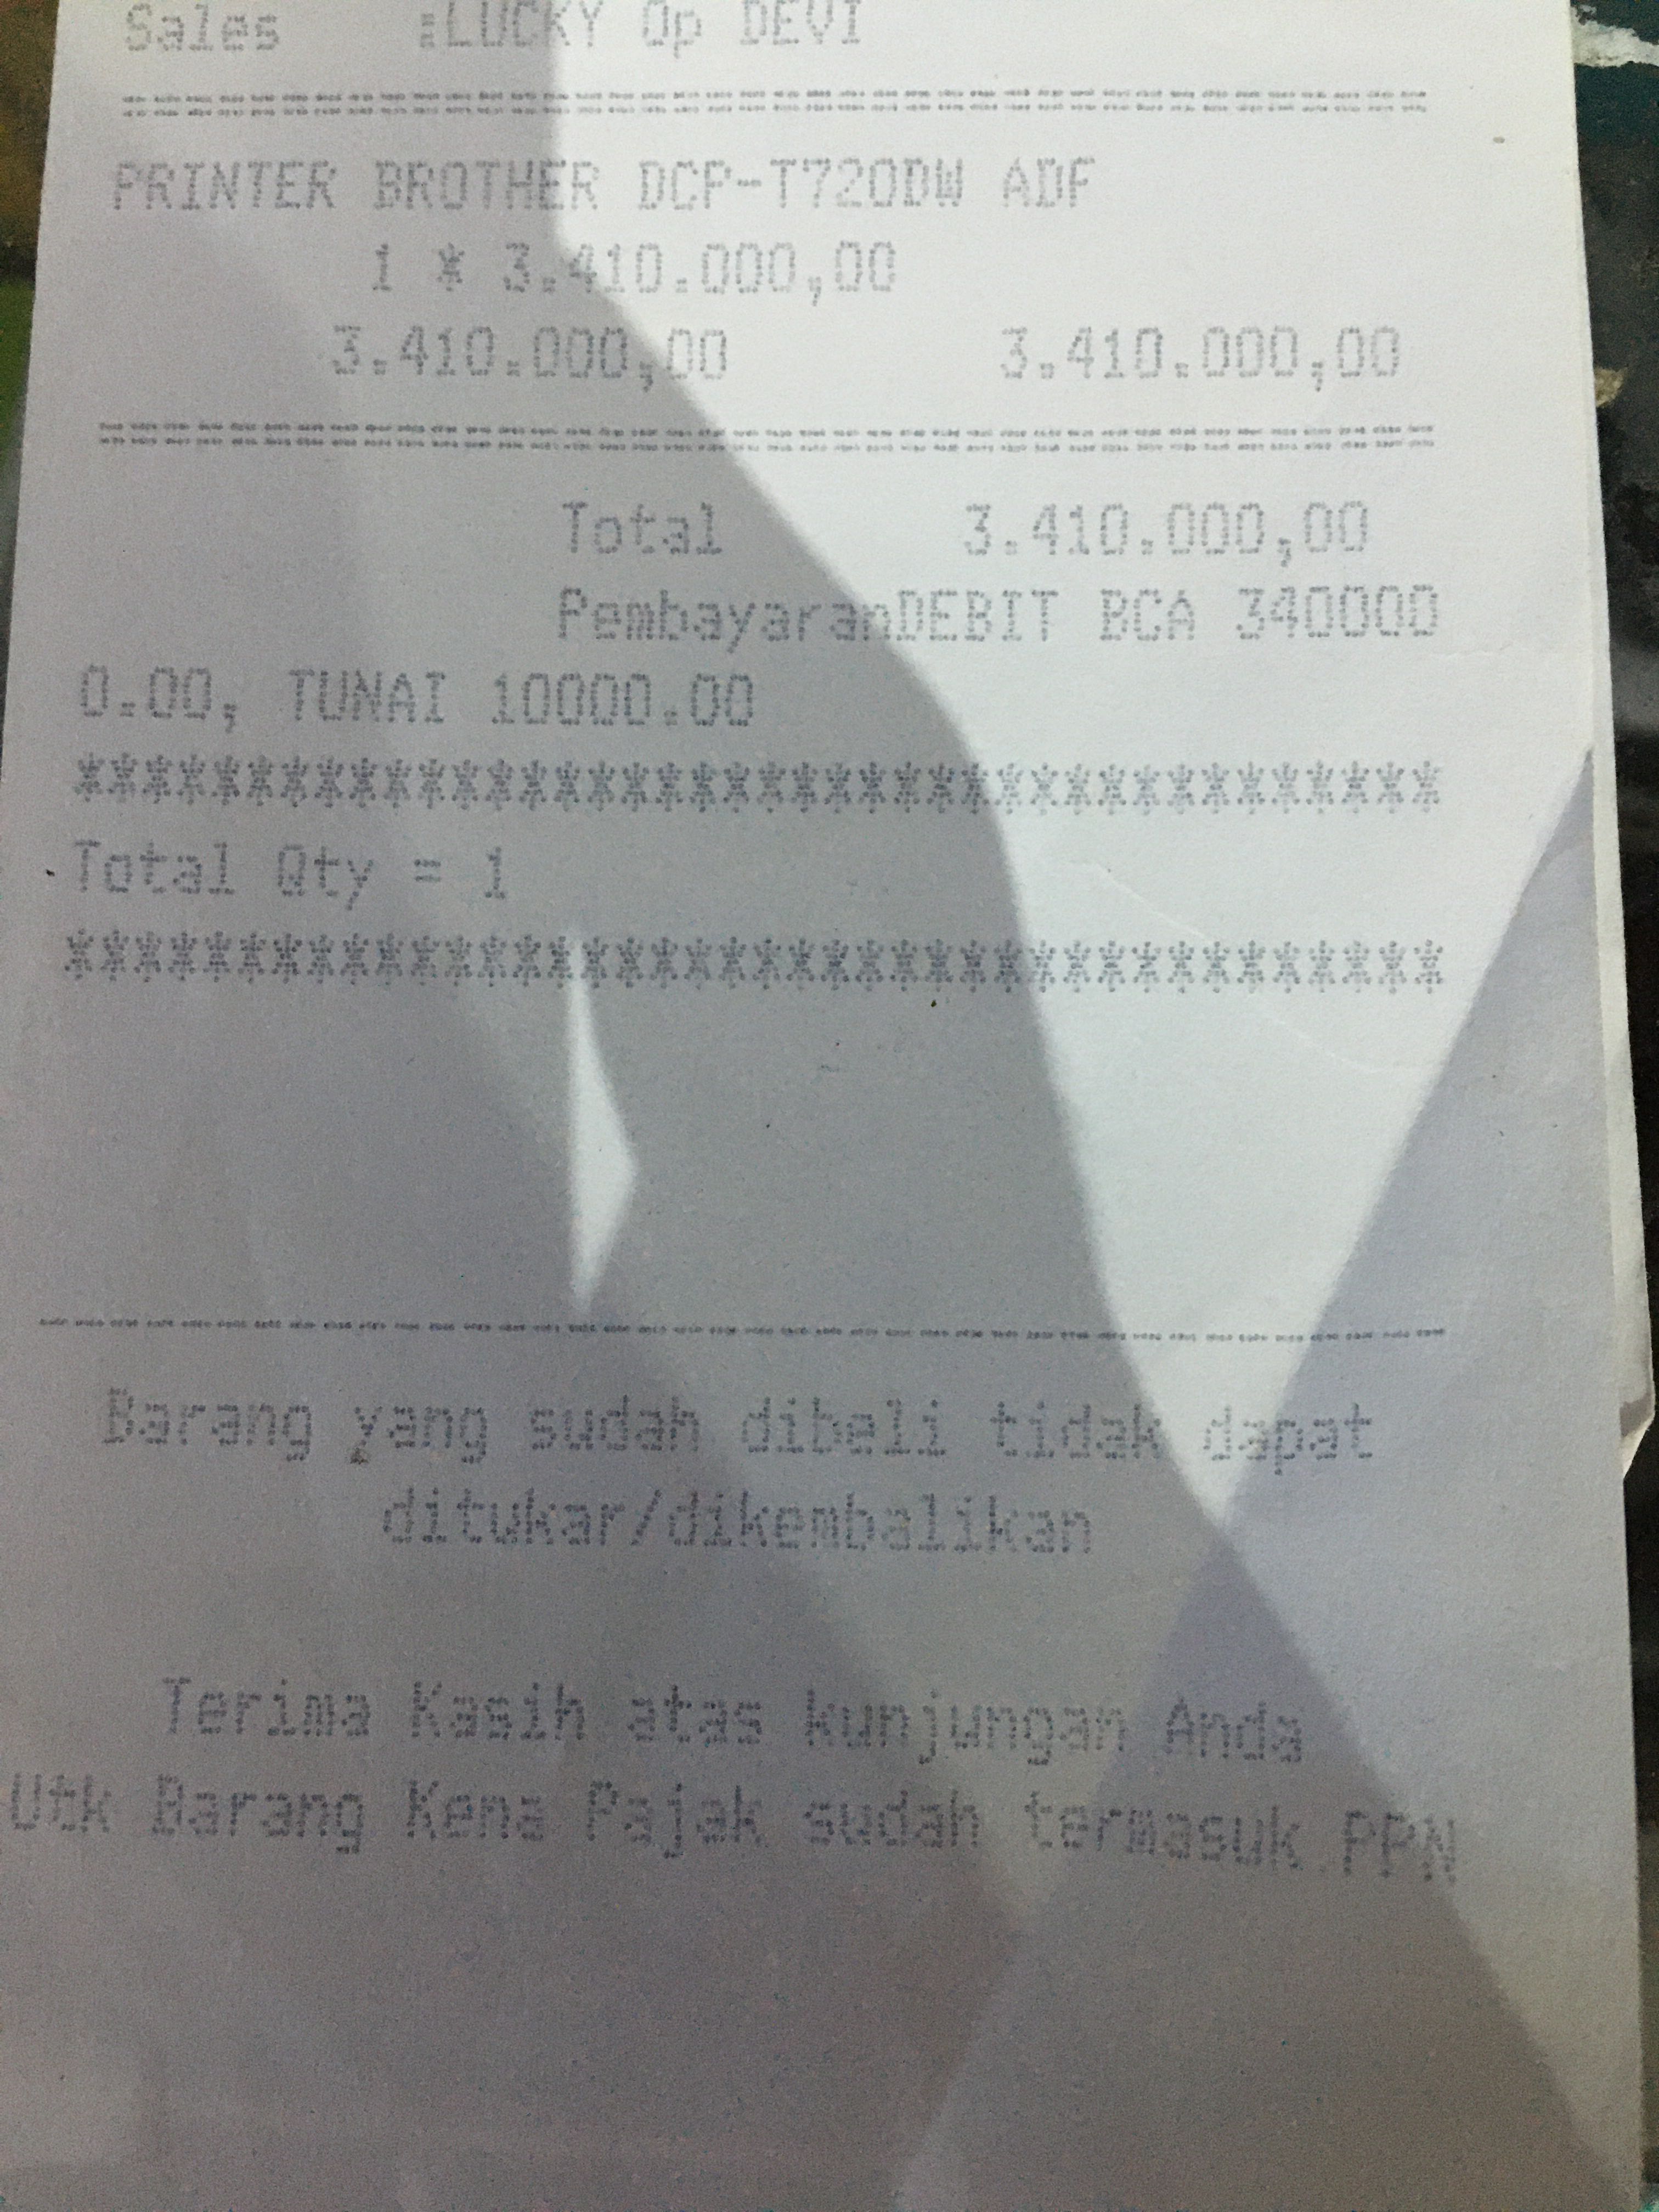 Sales :LUCKY Op DEVI
================================
PRINTER BROTHER DCP-T720DW ADF
1 * 3.410.000,00
3.410.000,00 3.410.000,00
================================
Total 3.410.000,00
PembayaranDEBIT BCA 340000
0.00, TUNAI 10000.00
****************************************
Total Qty = 1
****************************************
----------------------------------------
Barang yang sudah dibeli tidak dapat
ditukar/dikembalikan
Terima Kasih atas Kunjungan Anda
Utk Barang Kena Pajak sudah termasuk PPN